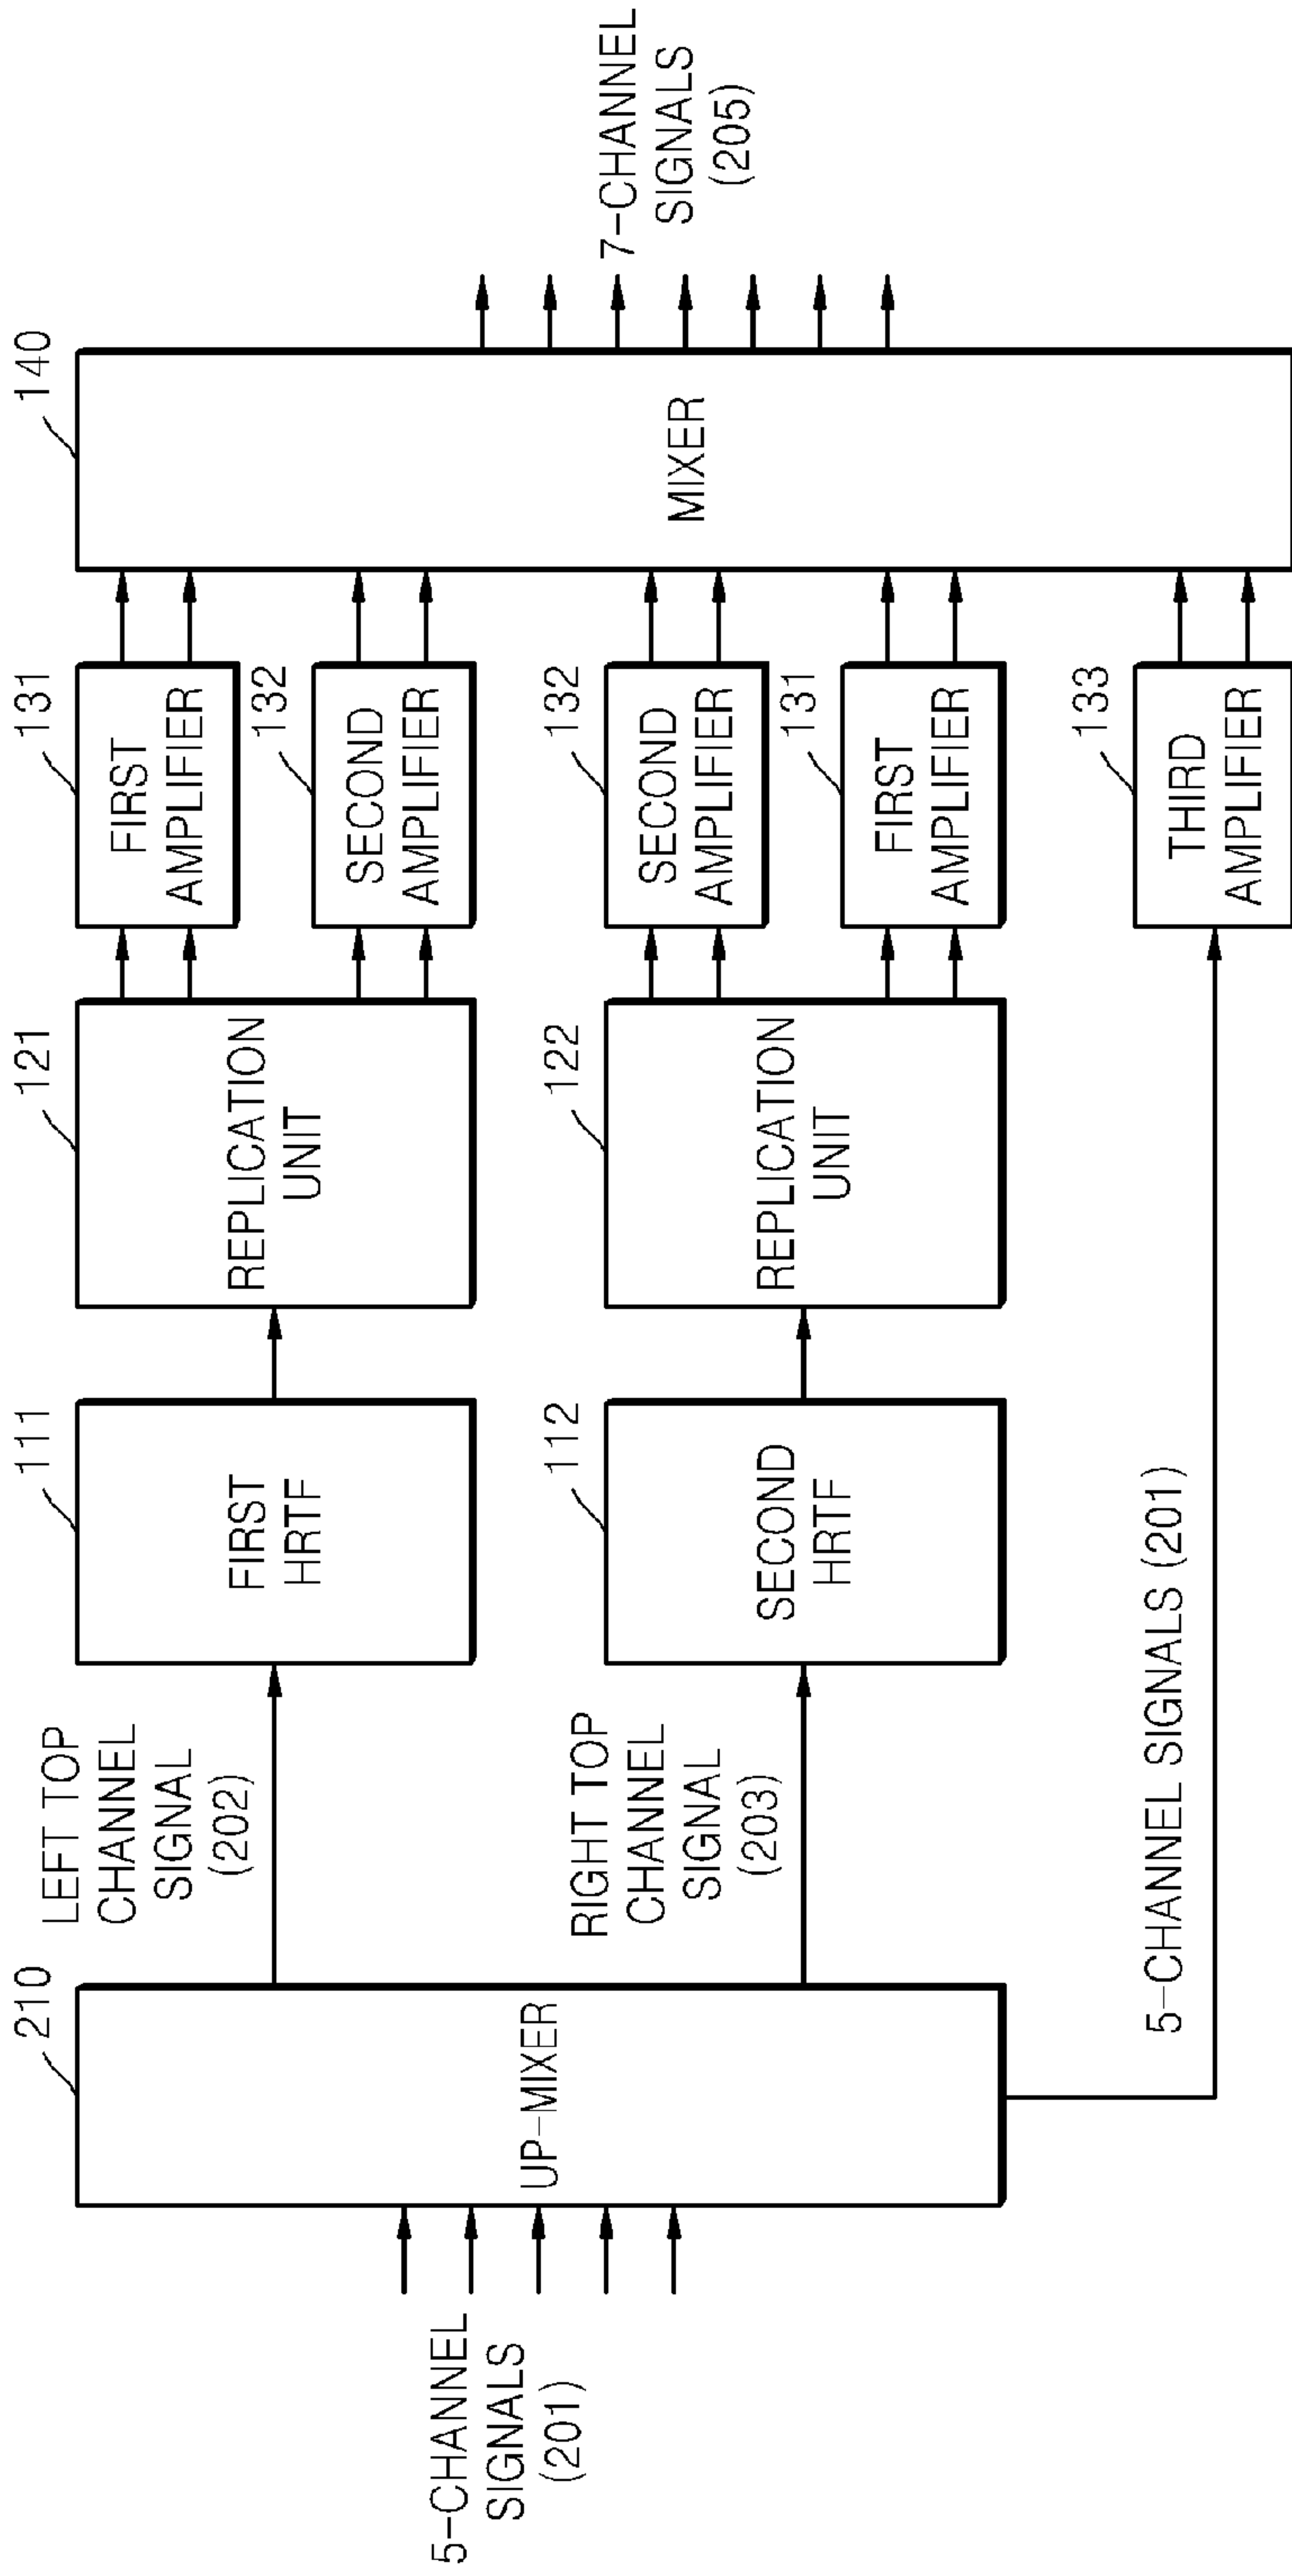 5-CHANNEL
SIGNALS
(201)
210
UP-MIXER
LEFT TOP
CHANNEL
SIGNAL
(202)
111
FIRST
HRTF
121
REPLICATION
UNIT
131
FIRST
AMPLIFIER
132
SECOND
AMPLIFIER
RIGHT TOP
CHANNEL
SIGNAL
(203)
112
SECOND
HRTF
122
REPLICATION
UNIT
132
SECOND
AMPLIFIER
131
FIRST
AMPLIFIER
5-CHANNEL SIGNALS (201)
133
THIRD
AMPLIFIER
140
MIXER
7-CHANNEL
SIGNALS
(205)